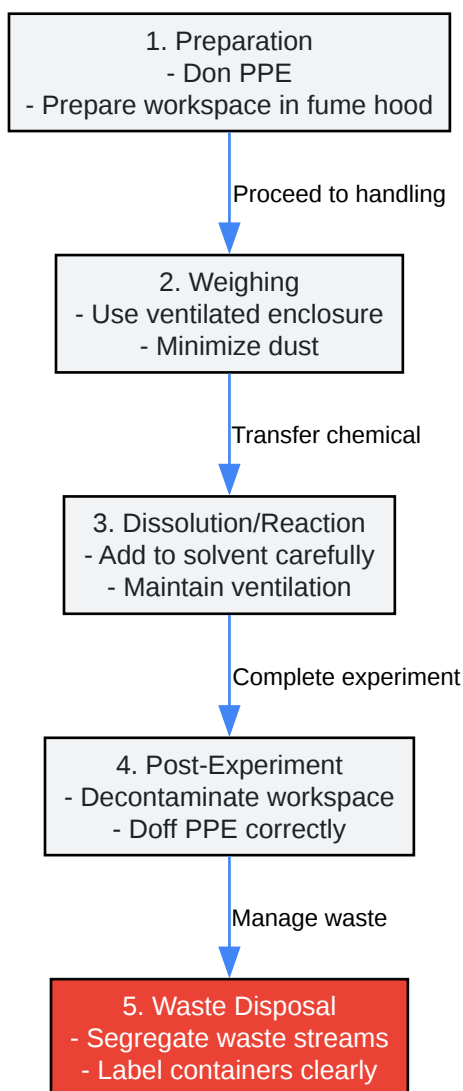 1. Preparation
- Don PPE
- Prepare workspace in fume hood
Proceed to handling
2. Weighing
- Use ventilated enclosure
- Minimize dust
Transfer chemical
3. Dissolution/Reaction
- Add to solvent carefully
- Maintain ventilation
Complete experiment
4. Post-Experiment
- Decontaminate workspace
- Doff PPE correctly
Manage waste
5. Waste Disposal
- Segregate waste streams
- Label containers clearly